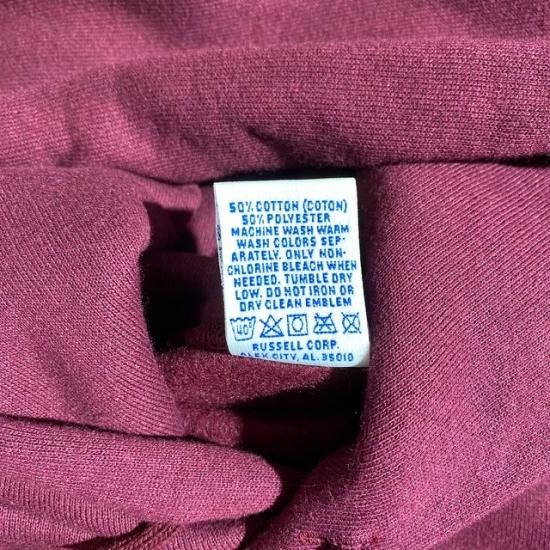 50% COTTON (COTON)
50% POLYESTER
MACHINE WASH WARM
WASH COLORS SEP-
ARATELY. ONLY NON-
CHLORINE BLEACH WHEN
NEEDED. TUMBLE DRY
LOW. DO NOT IRON OR
DRY CLEAN EMBLEM
40°
RUSSELL CORP.
ALEX CITY, AL. 35010